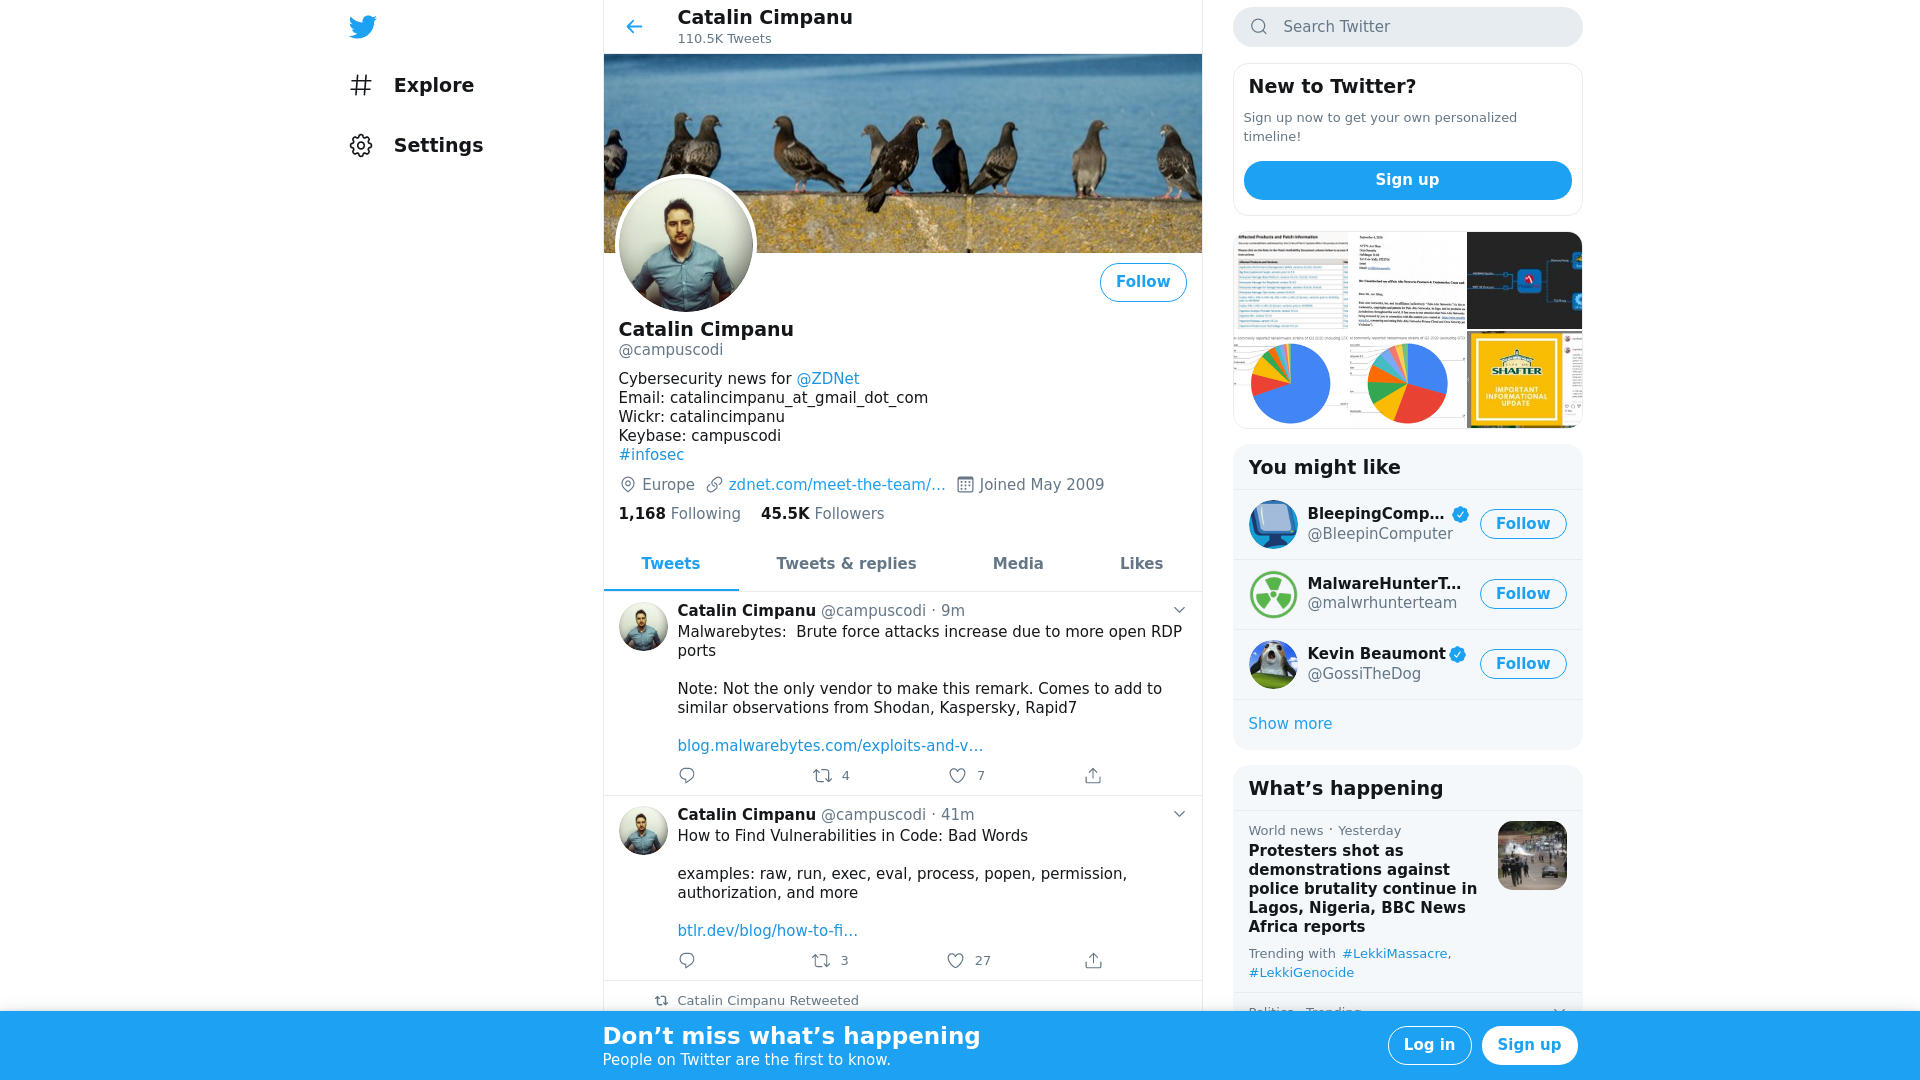 Explore
Settings
Catalin Cimpanu
110.5K Tweets
Follow
Catalin Cimpanu
@campuscodi
Cybersecurity news for @ZDNet
Email: catalincimpanu_at_gmail_dot_com
Wickr: catalincimpanu
Keybase: campuscodi
#infosec
Europe zdnet.com/meet-the-team/… Joined May 2009
1,168 Following 45.5K Followers
Tweets Tweets & replies Media Likes
Catalin Cimpanu @campuscodi · 9m
Malwarebytes: Brute force attacks increase due to more open RDP
ports
Note: Not the only vendor to make this remark. Comes to add to
similar observations from Shodan, Kaspersky, Rapid7
blog.malwarebytes.com/exploits-and-v…
4 7
Catalin Cimpanu @campuscodi · 41m
How to Find Vulnerabilities in Code: Bad Words
examples: raw, run, exec, eval, process, popen, permission,
authorization, and more
btlr.dev/blog/how-to-fi…
3 27
Catalin Cimpanu Retweeted
Search Twitter
New to Twitter?
Sign up now to get your own personalized
timeline!
Sign up
Affected Products and Patch Information
SHAFTER
IMPORTANT
INFORMATIONAL
UPDATE
You might like
BleepingComp…
@BleepinComputer
Follow
MalwareHunterT…
@malwrhunterteam
Follow
Kevin Beaumont
@GossiTheDog
Follow
Show more
What’s happening
World news · Yesterday
Protesters shot as
demonstrations against
police brutality continue in
Lagos, Nigeria, BBC News
Africa reports
Trending with #LekkiMassacre,
#LekkiGenocide
Politics · Trending
Don’t miss what’s happening
People on Twitter are the first to know.
Log in
Sign up